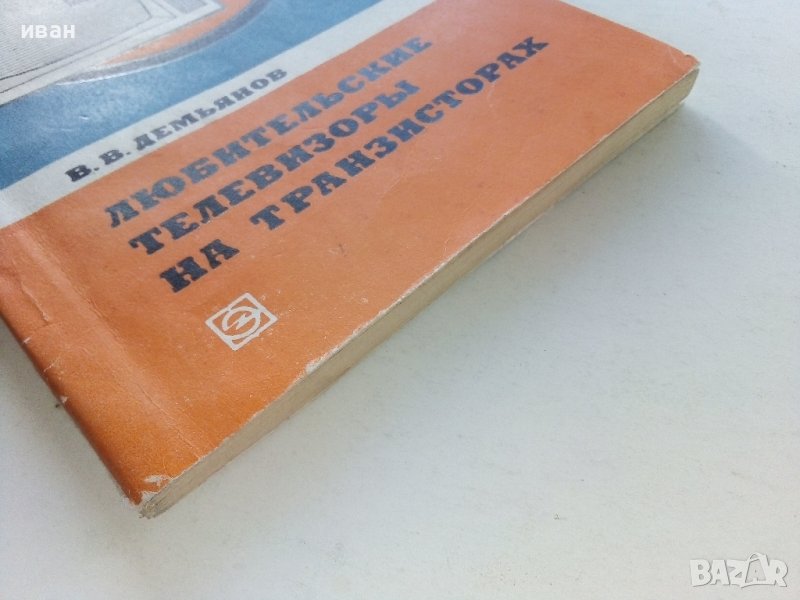 иван
В. В. ДЕМЬЯНОВ
ЛЮБИТЕЛЬСКИЕ
ТЕЛЕВИЗОРЫ
НА ТРАНЗИСТОРАХ
BAZAR